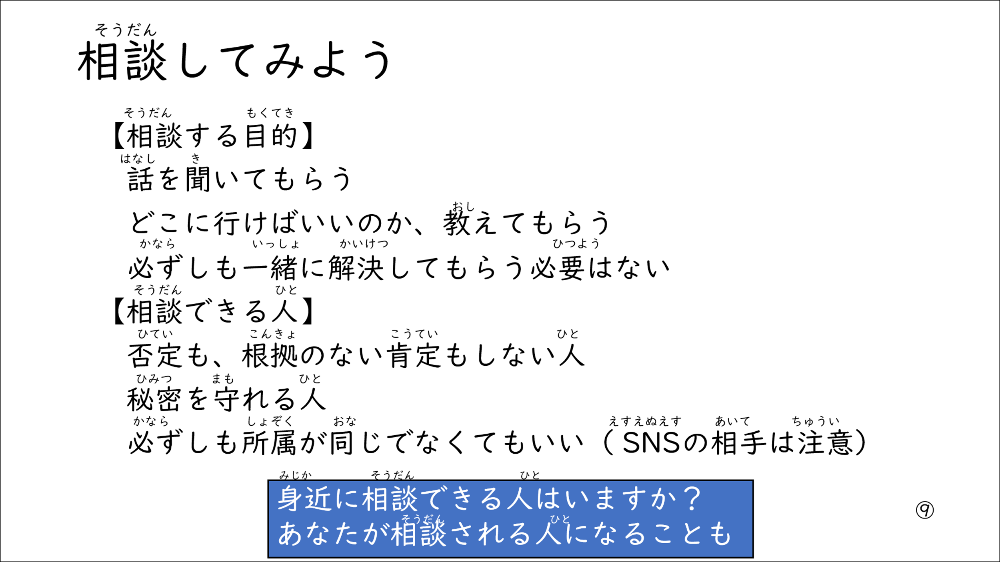 そうだん
相談してみよう
そうだん もくてき
【相談する目的】
はなし き
話を聞いてもらう
おし
どこに行けばいいのか、教えてもらう
かなら いっしょ かいけつ ひつよう
必ずしも一緒に解決してもらう必要はない
そうだん ひと
【相談できる人】
ひてい こんきょ こうてい ひと
否定も、根拠のない肯定もしない人
ひみつ まも ひと
秘密を守れる人
かなら しょぞく おな えすえぬえす あいて ちゅうい
必ずしも所属が同じでなくてもいい（SNSの相手は注意）
みじか そうだん ひと
身近に相談できる人はいますか？
そうだん ひと
あなたが相談される人になることも
⑨